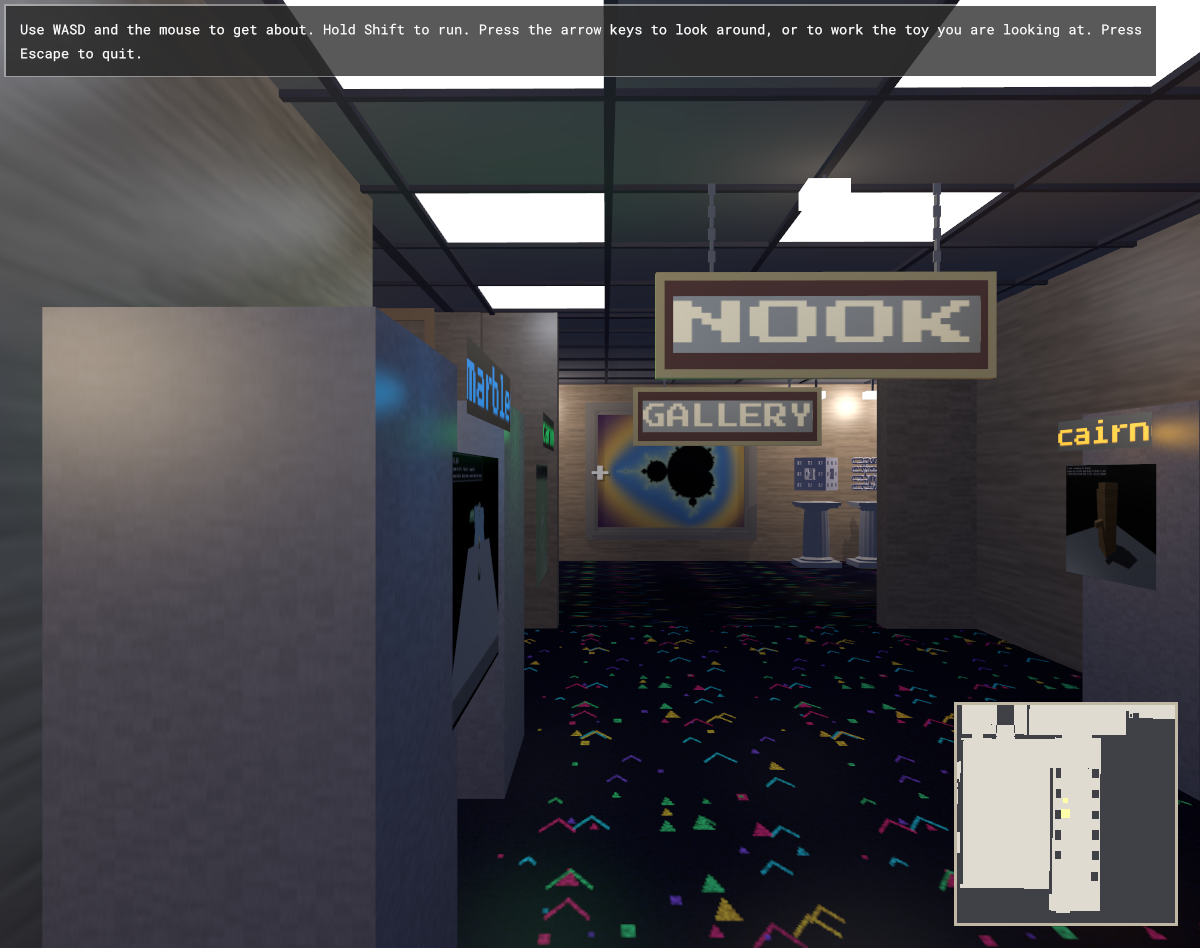 Use WASD and the mouse to get about. Hold Shift to run. Press the arrow keys to look around, or to work the toy you are looking at. Press
Escape to quit.
NOOK
marble
GALLERY
cairn